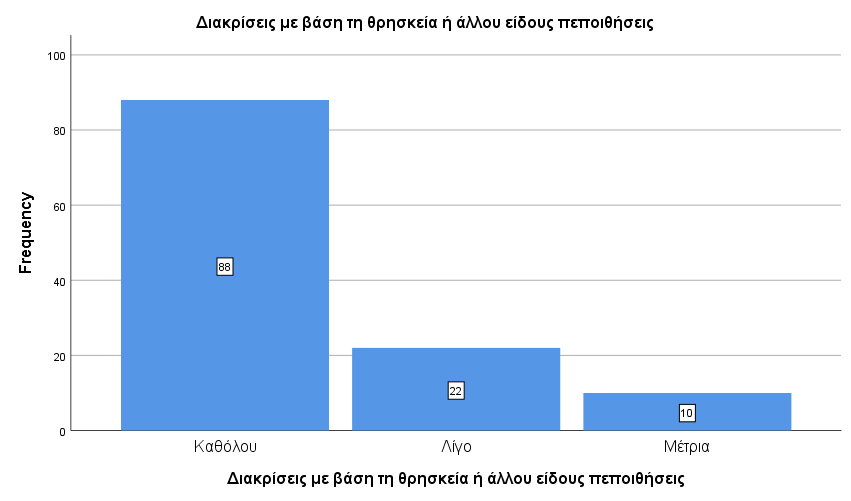 Διακρίσεις με βάση τη θρησκεία ή άλλου είδους πεποιθήσεις
100
80
60
40
20
0
Frequency
88
22
10
Καθόλου
Λίγο
Μέτρια
Διακρίσεις με βάση τη θρησκεία ή άλλου είδους πεποιθήσεις